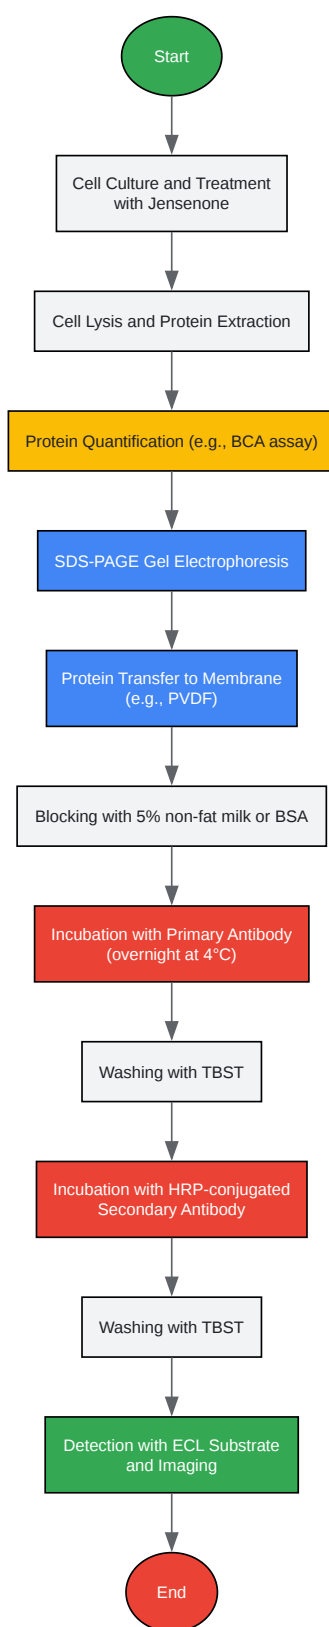 Start
Cell Culture and Treatment
with Jensenone
Cell Lysis and Protein Extraction
Protein Quantification (e.g., BCA assay)
SDS-PAGE Gel Electrophoresis
Protein Transfer to Membrane
(e.g., PVDF)
Blocking with 5% non-fat milk or BSA
Incubation with Primary Antibody
(overnight at 4°C)
Washing with TBST
Incubation with HRP-conjugated
Secondary Antibody
Washing with TBST
Detection with ECL Substrate
and Imaging
End